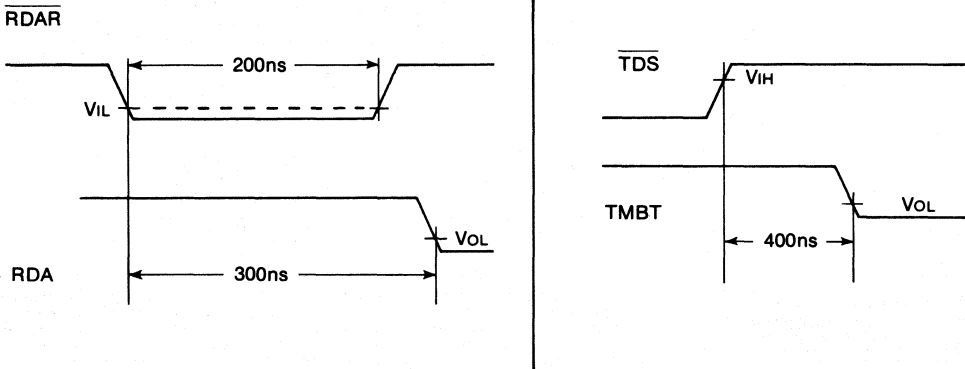 RDAR
200ns
VIL
VOL
RDA
300ns
TDS
VIH
TMBT
VOL
400ns